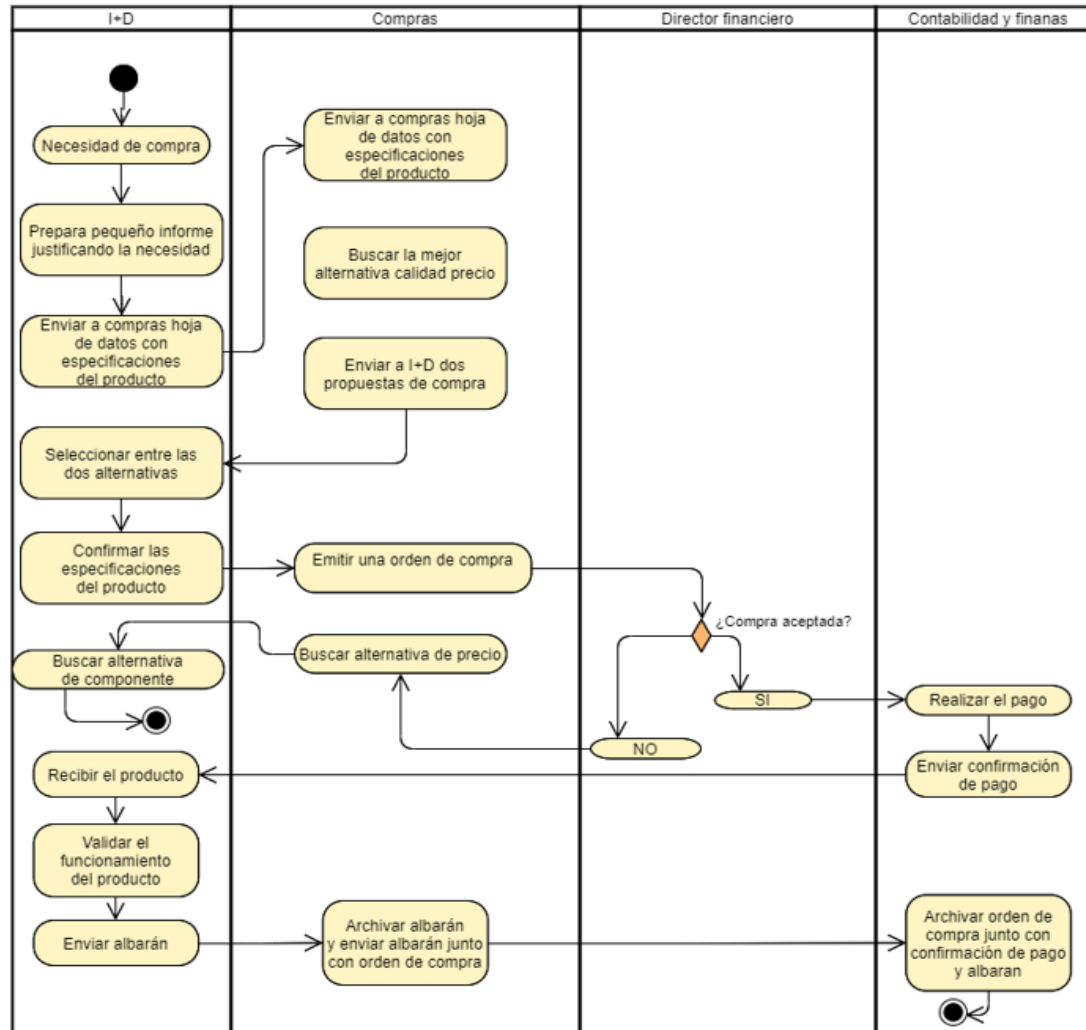 I+D
Compras
Director financiero
Contabilidad y finanas
Necesidad de compra
Prepara pequeño informe
justificando la necesidad
Enviar a compras hoja
de datos con
especificaciones
del producto
Enviar a compras hoja
de datos con
especificaciones
del producto
Buscar la mejor
alternativa calidad precio
Enviar a I+D dos
propuestas de compra
Seleccionar entre las
dos alternativas
Confirmar las
especificaciones
del producto
Emitir una orden de compra
¿Compra aceptada?
Buscar alternativa de precio
Buscar alternativa
de componente
SI
NO
Realizar el pago
Enviar confirmación
de pago
Recibir el producto
Validar el
funcionamiento
del producto
Enviar albarán
Archivar albarán
y enviar albarán junto
con orden de compra
Archivar orden de
compra junto con
confirmación de pago
y albaran